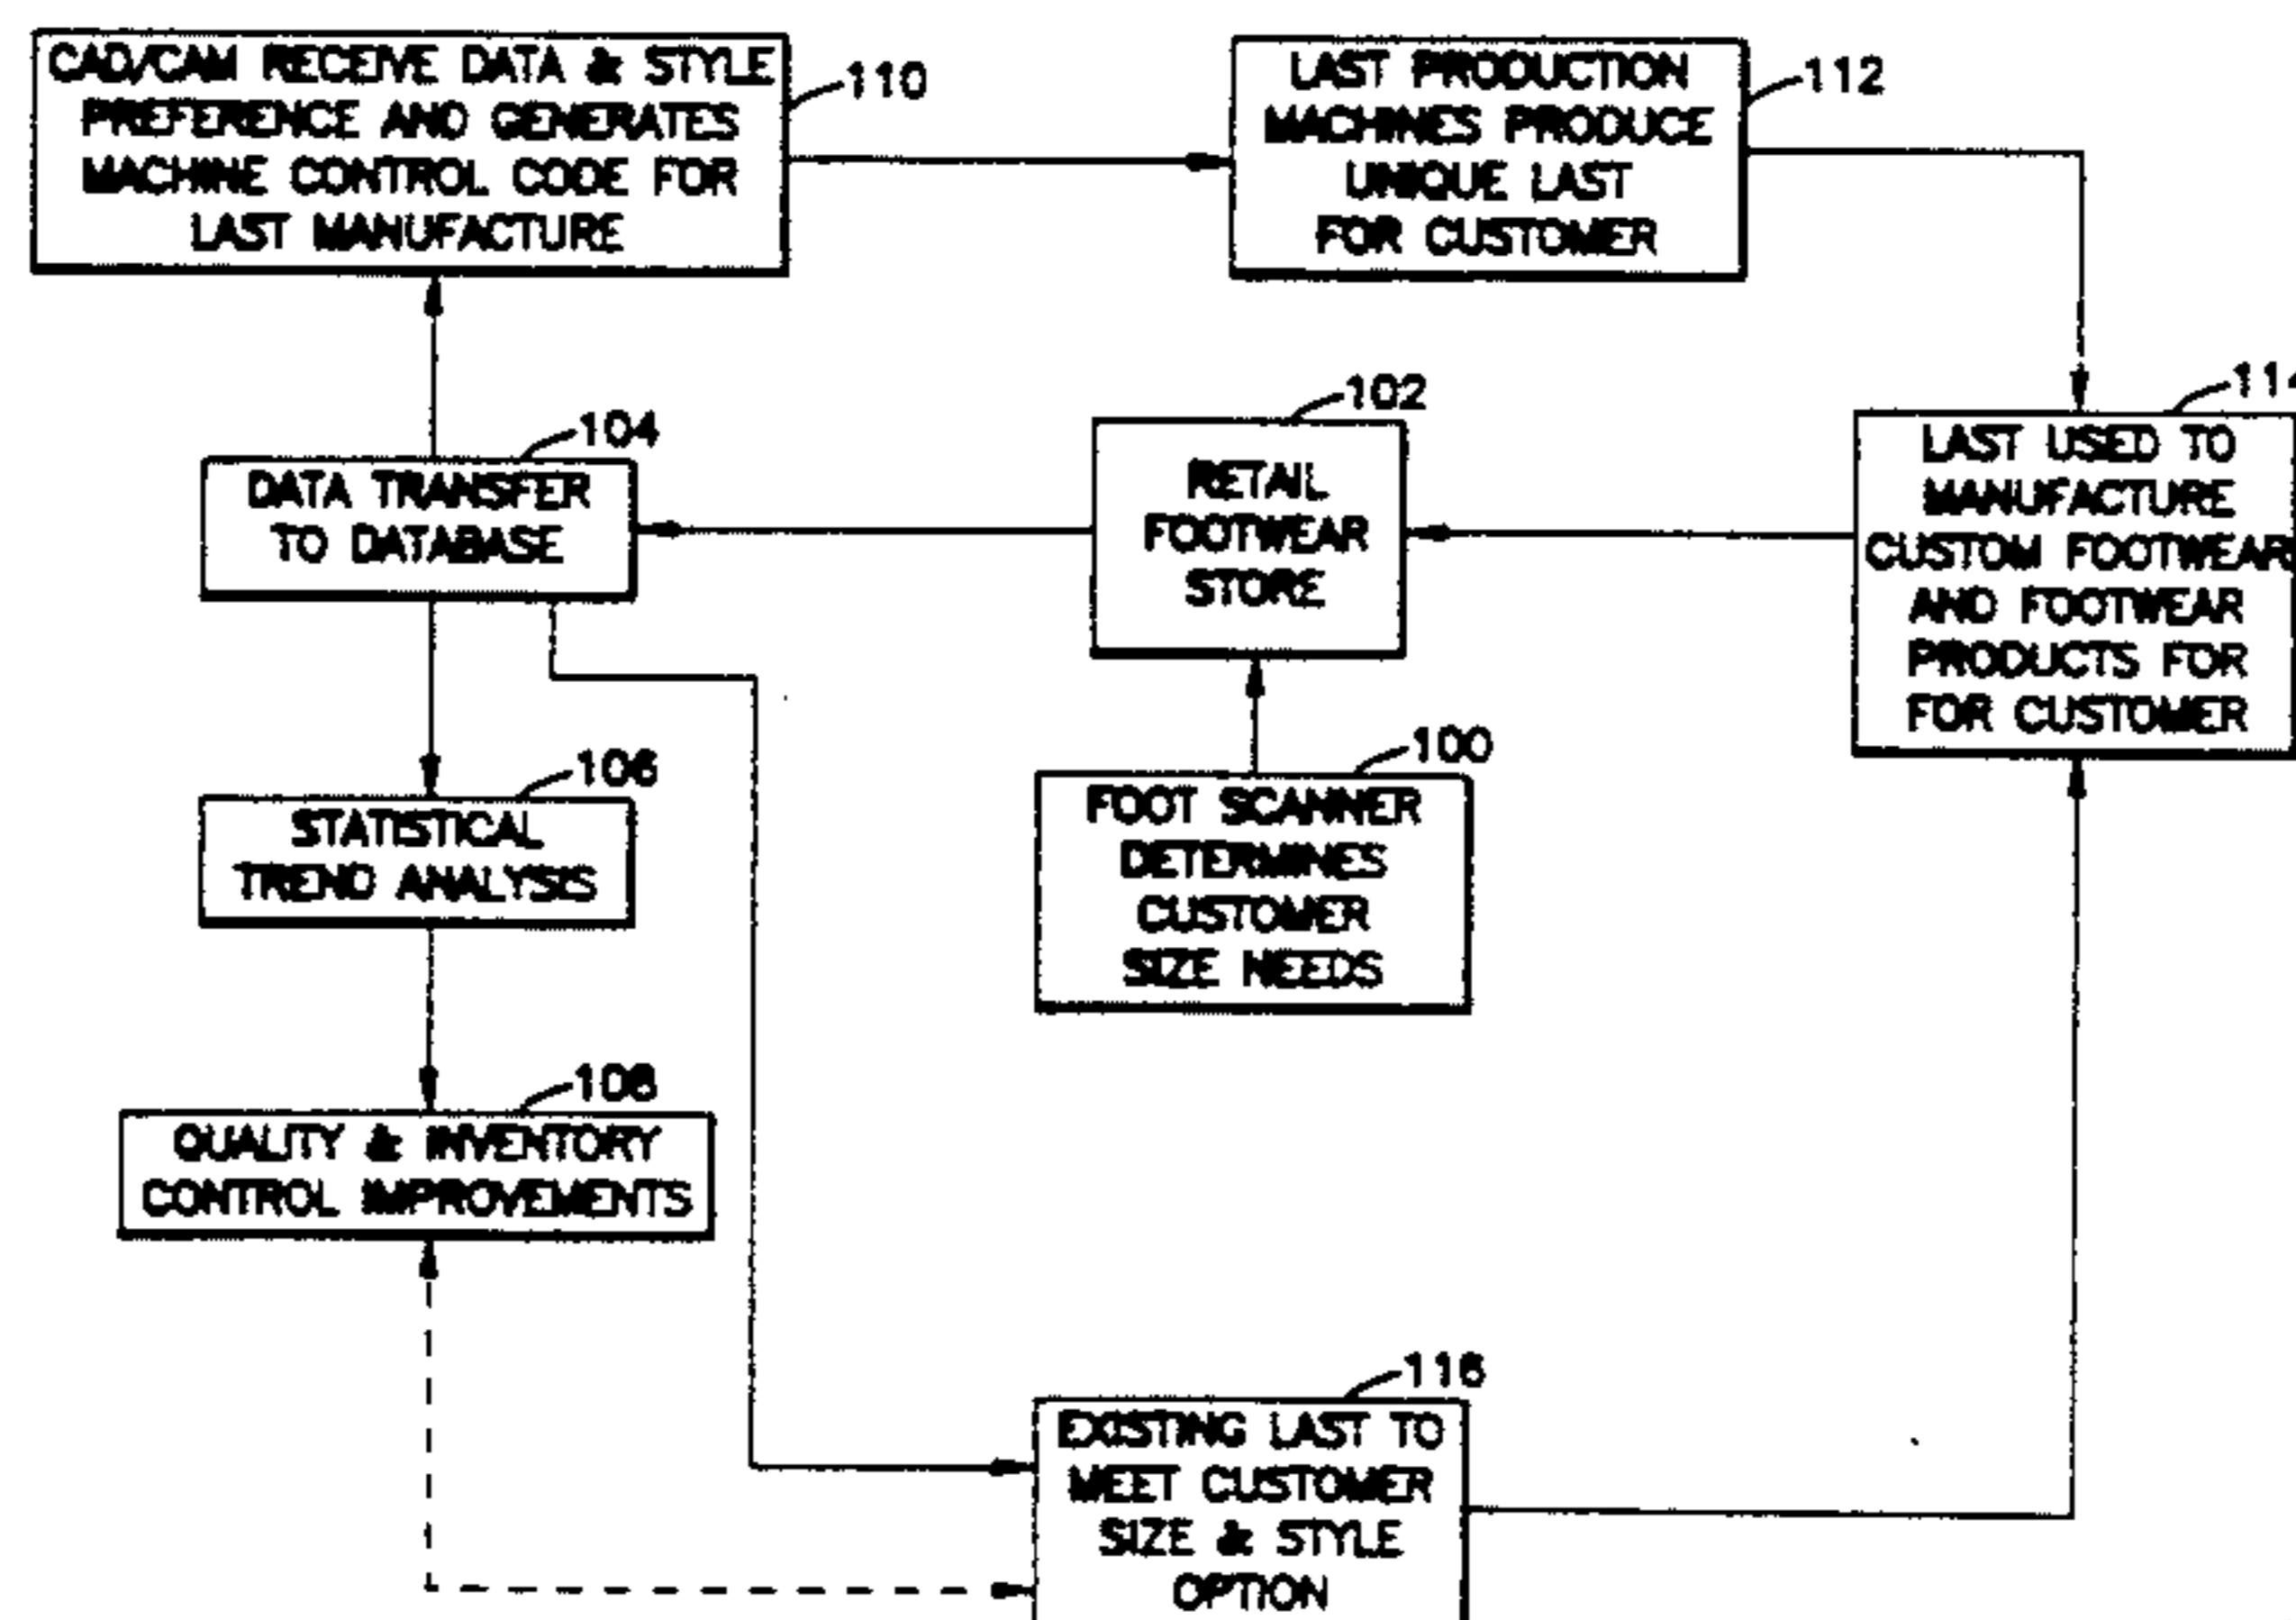 CAD/CAM RECEIVE DATA & STYLE
PREFERENCE AND GENERATES
MACHINE CONTROL CODE FOR
LAST MANUFACTURE
110
LAST PRODUCTION
MACHINES PRODUCE
UNIQUE LAST
FOR CUSTOMER
112
104
DATA TRANSFER
TO DATABASE
102
RETAIL
FOOTWEAR
STORE
114
LAST USED TO
MANUFACTURE
CUSTOM FOOTWEAR
AND FOOTWEAR
PRODUCTS FOR
FOR CUSTOMER
106
STATISTICAL
TREND ANALYSIS
100
FOOT SCANNER
DETERMINES
CUSTOMER
SIZE NEEDS
108
QUALITY & INVENTORY
CONTROL IMPROVEMENTS
116
EXISTING LAST TO
MEET CUSTOMER
SIZE & STYLE
OPTION